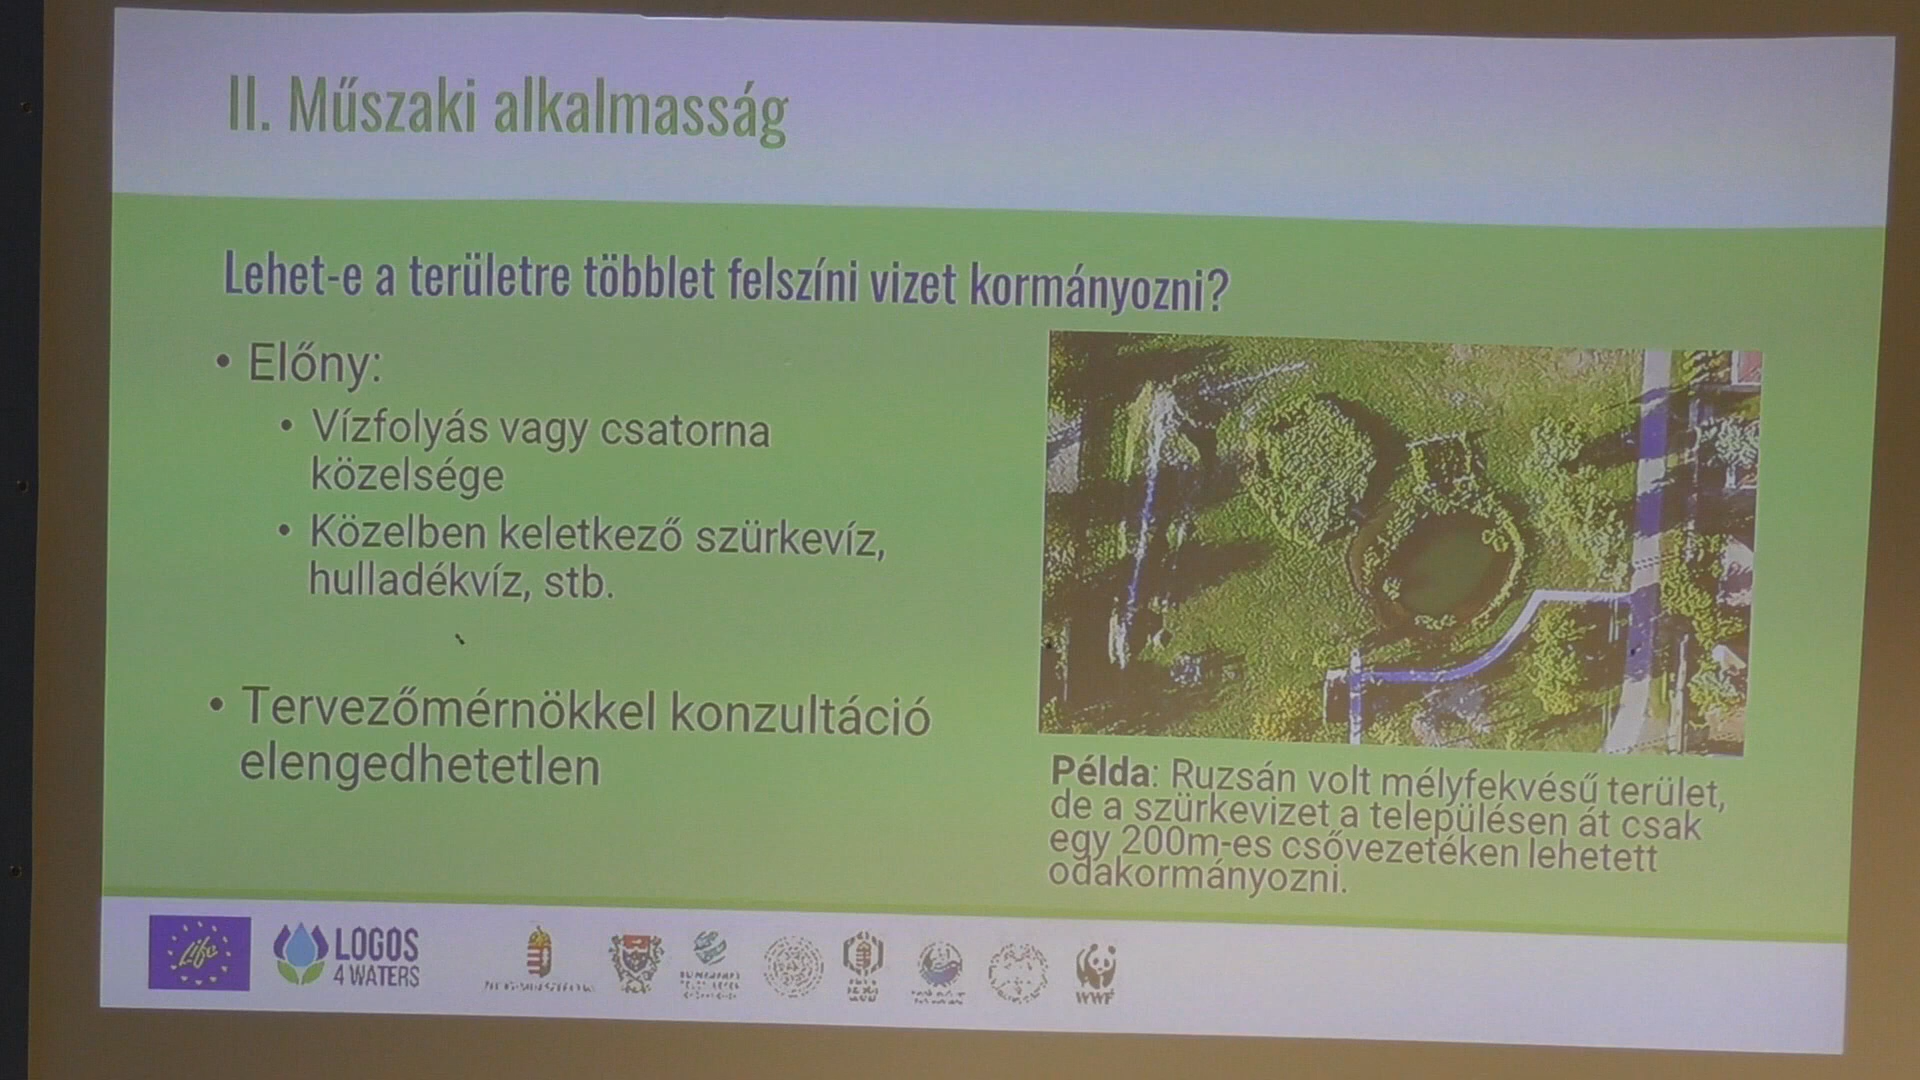 II. Műszaki alkalmasság
Lehet-e a területre többlet felszíni vizet kormányozni?
• Előny:
• Vízfolyás vagy csatorna
közelsége
• Közelben keletkező szürkevíz,
hulladékvíz, stb.
• Tervezőmérnökkel konzultáció
elengedhetetlen
Példa: Ruzsán volt mélyfekvésű terület,
de a szürkevizet a településen át csak
egy 200m-es csővezetéken lehetett
odakormányozni.
Life
LOGOS
4 WATERS
WWF